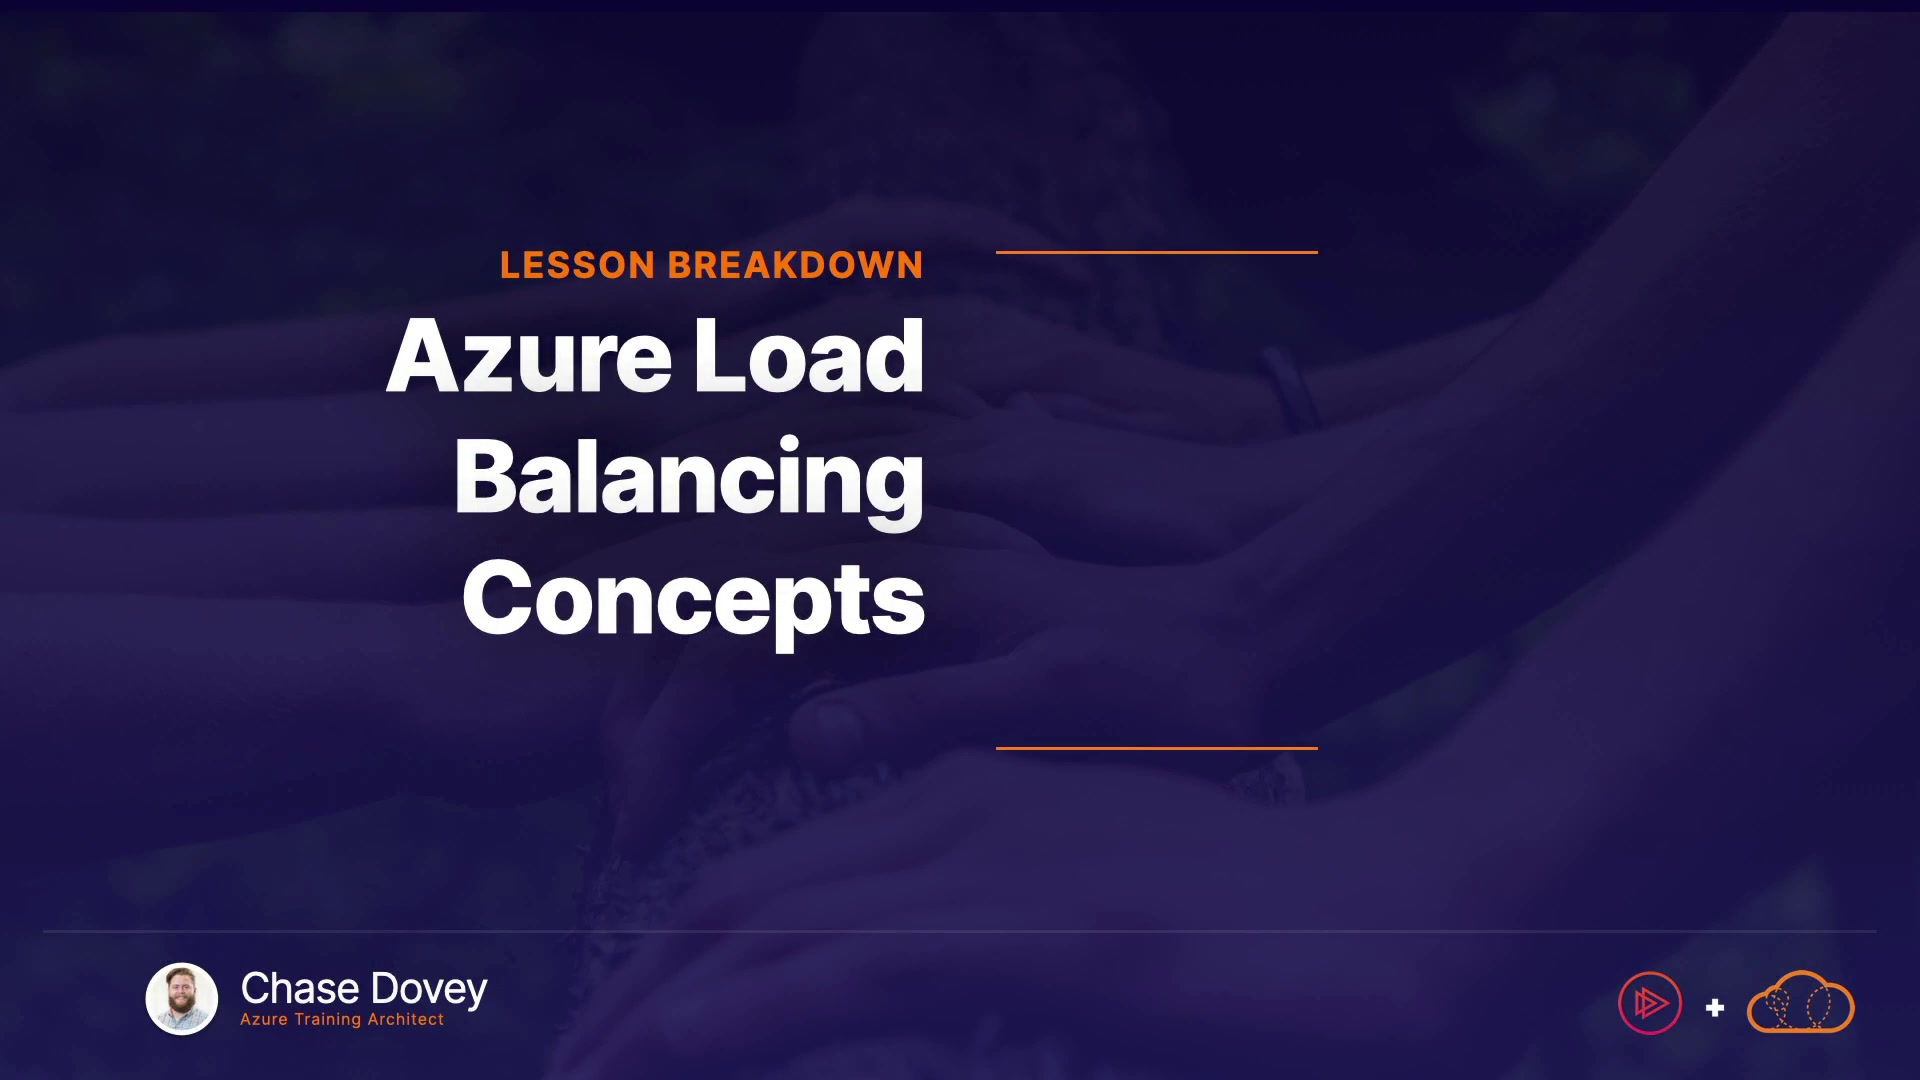 LESSON BREAKDOWN
Azure Load
Balancing
Concepts
Chase Dovey
Azure Training Architect